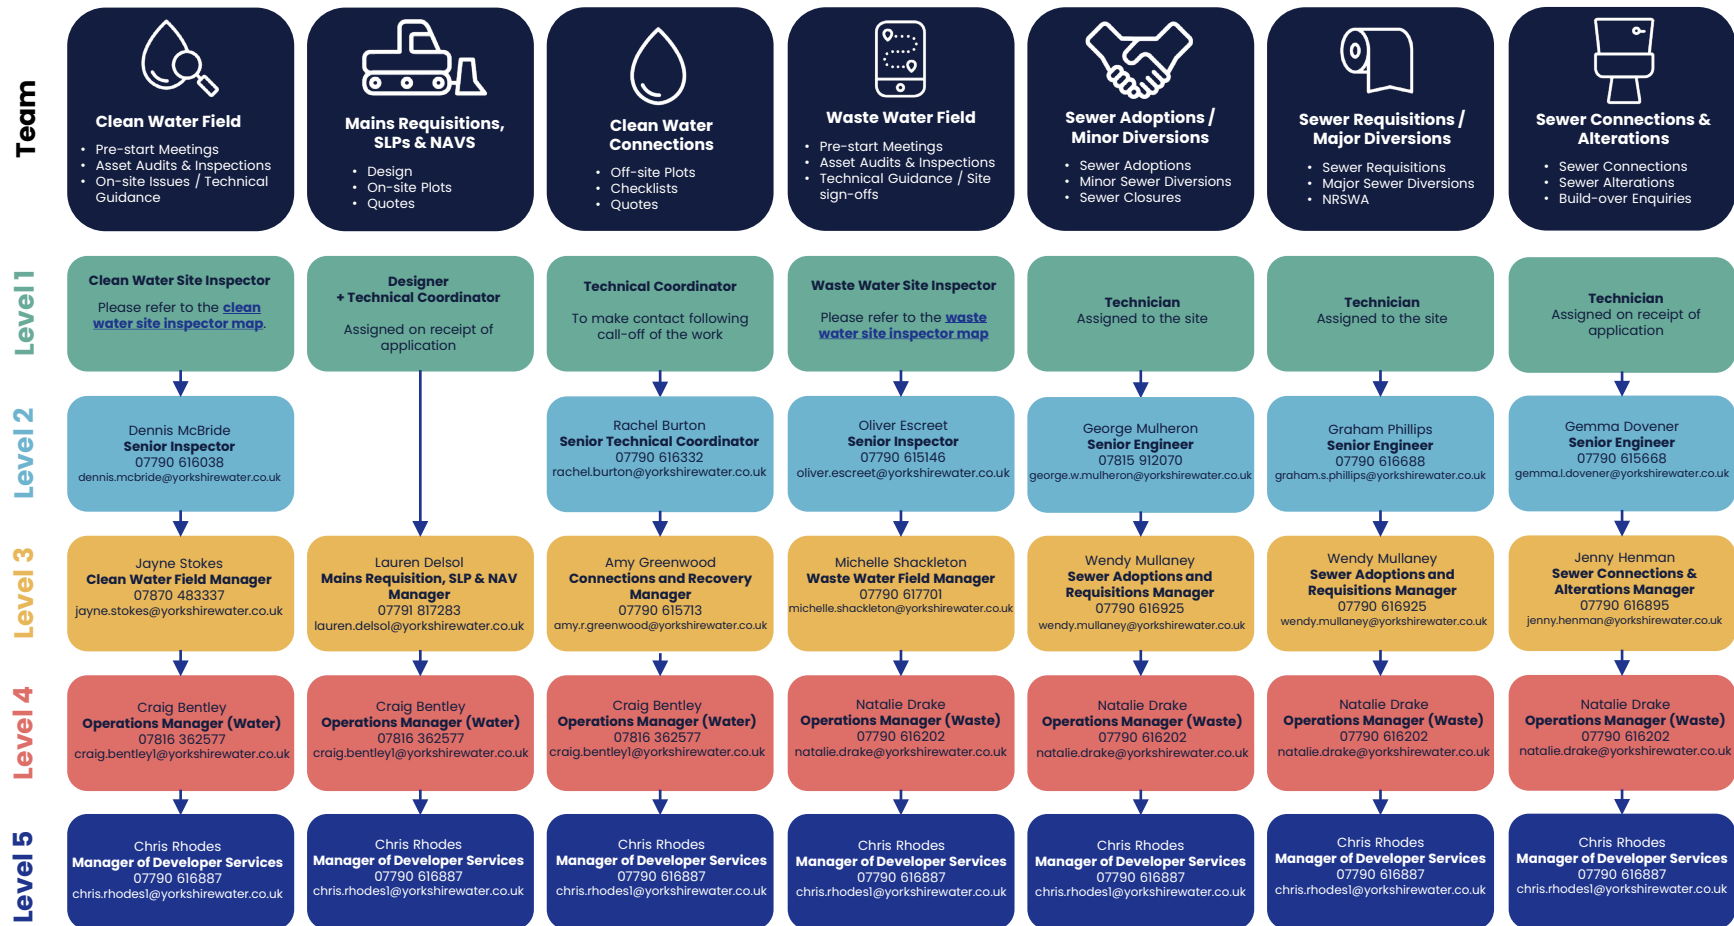 Team
Clean Water Field
• Pre-start Meetings
• Asset Audits & Inspections
• On-site Issues / Technical
Guidance
Mains Requisitions,
SLPs & NAVS
• Design
• On-site Plots
• Quotes
Clean Water
Connections
• Off-site Plots
• Checklists
• Quotes
Waste Water Field
• Pre-start Meetings
• Asset Audits & Inspections
• Technical Guidance / Site
sign-offs
Sewer Adoptions /
Minor Diversions
• Sewer Adoptions
• Minor Sewer Diversions
• Sewer Closures
Sewer Requisitions /
Major Diversions
• Sewer Requisitions
• Major Sewer Diversions
• NRSWA
Sewer Connections &
Alterations
• Sewer Connections
• Sewer Alterations
• Build-over Enquiries
Level 1
Clean Water Site Inspector
Please refer to the clean
water site inspector map.
Designer
+ Technical Coordinator
Assigned on receipt of
application
Technical Coordinator
To make contact following
call-off of the work
Waste Water Site Inspector
Please refer to the waste
water site inspector map
Technician
Assigned to the site
Technician
Assigned to the site
Technician
Assigned on receipt of
application
Level 2
Dennis McBride
Senior Inspector
07790 616038
dennis.mcbride@yorkshirewater.co.uk
Rachel Burton
Senior Technical Coordinator
07790 616332
rachel.burton@yorkshirewater.co.uk
Oliver Escreet
Senior Inspector
07790 615146
oliver.escreet@yorkshirewater.co.uk
George Mulheron
Senior Engineer
07815 912070
george.w.mulheron@yorkshirewater.co.uk
Graham Phillips
Senior Engineer
07790 616688
graham.s.phillips@yorkshirewater.co.uk
Gemma Dovener
Senior Engineer
07790 615668
gemma.l.dovener@yorkshirewater.co.uk
Level 3
Jayne Stokes
Clean Water Field Manager
07870 483337
jayne.stokes@yorkshirewater.co.uk
Lauren Delsol
Mains Requisition, SLP & NAV
Manager
07791 817283
lauren.delsol@yorkshirewater.co.uk
Amy Greenwood
Connections and Recovery
Manager
07790 615713
amy.r.greenwood@yorkshirewater.co.uk
Michelle Shackleton
Waste Water Field Manager
07790 617701
michelle.shackleton@yorkshirewater.co.uk
Wendy Mullaney
Sewer Adoptions and
Requisitions Manager
07790 616925
wendy.mullaney@yorkshirewater.co.uk
Wendy Mullaney
Sewer Adoptions and
Requisitions Manager
07790 616925
wendy.mullaney@yorkshirewater.co.uk
Jenny Henman
Sewer Connections &
Alterations Manager
07790 616895
jenny.henman@yorkshirewater.co.uk
Level 4
Craig Bentley
Operations Manager (Water)
07816 362577
craig.bentley1@yorkshirewater.co.uk
Craig Bentley
Operations Manager (Water)
07816 362577
craig.bentley1@yorkshirewater.co.uk
Craig Bentley
Operations Manager (Water)
07816 362577
craig.bentley1@yorkshirewater.co.uk
Natalie Drake
Operations Manager (Waste)
07790 616202
natalie.drake@yorkshirewater.co.uk
Natalie Drake
Operations Manager (Waste)
07790 616202
natalie.drake@yorkshirewater.co.uk
Natalie Drake
Operations Manager (Waste)
07790 616202
natalie.drake@yorkshirewater.co.uk
Natalie Drake
Operations Manager (Waste)
07790 616202
natalie.drake@yorkshirewater.co.uk
Level 5
Chris Rhodes
Manager of Developer Services
07790 616887
chris.rhodes1@yorkshirewater.co.uk
Chris Rhodes
Manager of Developer Services
07790 616887
chris.rhodes1@yorkshirewater.co.uk
Chris Rhodes
Manager of Developer Services
07790 616887
chris.rhodes1@yorkshirewater.co.uk
Chris Rhodes
Manager of Developer Services
07790 616887
chris.rhodes1@yorkshirewater.co.uk
Chris Rhodes
Manager of Developer Services
07790 616887
chris.rhodes1@yorkshirewater.co.uk
Chris Rhodes
Manager of Developer Services
07790 616887
chris.rhodes1@yorkshirewater.co.uk
Chris Rhodes
Manager of Developer Services
07790 616887
chris.rhodes1@yorkshirewater.co.uk